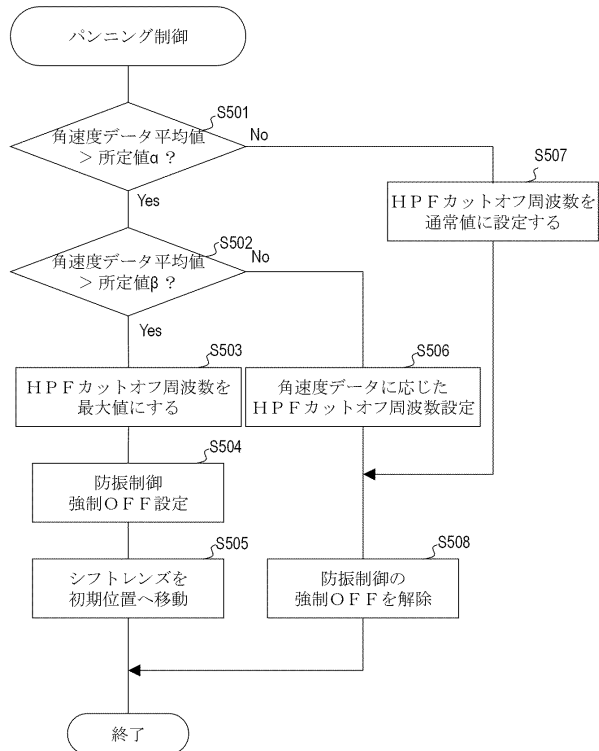 パンニング制御
S501
角速度データ平均値
＞所定値α？
No
Yes
S507
ＨＰＦカットオフ周波数を
通常値に設定する
S502
角速度データ平均値
＞所定値β？
No
Yes
S503
ＨＰＦカットオフ周波数を
最大値にする
S506
角速度データに応じた
ＨＰＦカットオフ周波数設定
S504
防振制御
強制ＯＦＦ設定
S505
シフトレンズを
初期位置へ移動
S508
防振制御の
強制ＯＦＦを解除
終了